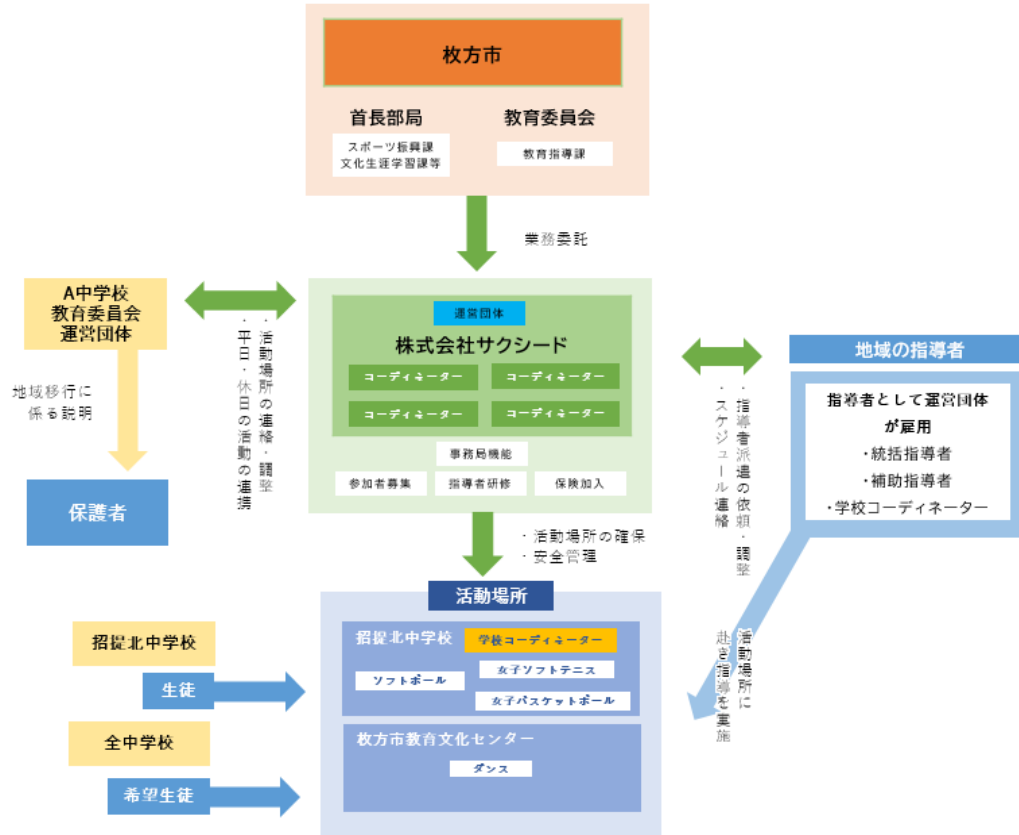 枚方市
首長部局
教育委員会
スポーツ振興課
文化生涯学習課等
教育指導課
業務委託
A中学校
教育委員会
運営団体
・活動場所の連絡・調整
・平日・休日の活動の連携
地域移行に
係る説明
保護者
運営団体
株式会社サクシード
コーディネーター
コーディネーター
コーディネーター
コーディネーター
事務局機能
参加者募集
指導者研修
保険加入
・指導者派遣の依頼・調整
・スケジュール連絡
地域の指導者
指導者として運営団体
が雇用
・統括指導者
・補助指導者
・学校コーディネーター
・活動場所の確保
・安全管理
活動場所に
赴き指導を実施
活動場所
招提北中学校
学校コーディネーター
ソフトボール
女子ソフトテニス
女子バスケットボール
枚方市教育文化センター
ダンス
招提北中学校
生徒
全中学校
希望生徒